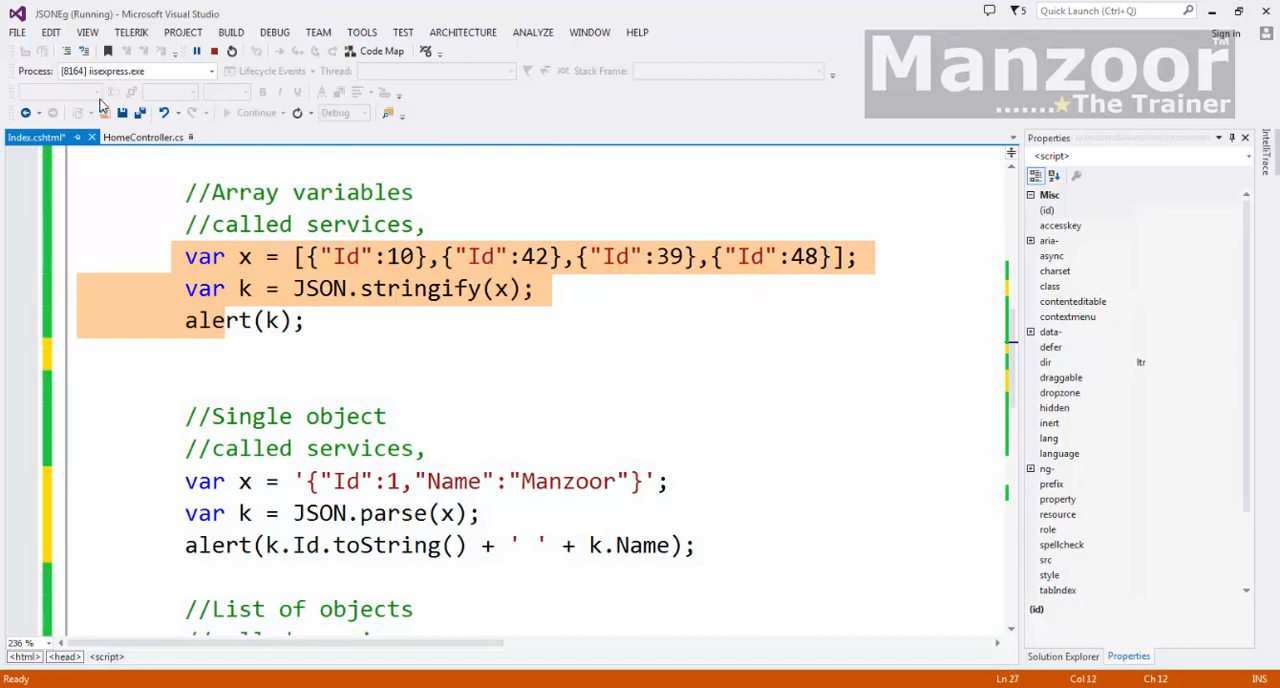 JSONEg (Running) - Microsoft Visual Studio
5
Quick Launch (Ctrl+Q)
FILE EDIT VIEW TELERIK PROJECT BUILD DEBUG TEAM TOOLS TEST ARCHITECTURE ANALYZE WINDOW HELP
Sign in
Code Map
Process: [8164] iisexpress.exe Lifecycle Events Thread: Stack Frame:
Manzoor™
.......The Trainer
Continue Debug
Index.cshtml* HomeController.cs
//Array variables
//called services,
var x = [{"Id":10},{"Id":42},{"Id":39},{"Id":48}];
var k = JSON.stringify(x);
alert(k);
//Single object
//called services,
var x = '{"Id":1,"Name":"Manzoor"}';
var k = JSON.parse(x);
alert(k.Id.toString() + ' ' + k.Name);
//List of objects
236 %
<html> <head> <script>
Properties
<script>
Misc
(id)
accesskey
aria-
async
charset
class
contenteditable
contextmenu
data-
defer
dir ltr
draggable
dropzone
hidden
inert
lang
language
ng-
prefix
property
resource
role
spellcheck
src
style
tabIndex
(id)
Solution Explorer Properties
IntelliTrace
Ready Ln 27 Col 12 Ch 12 INS